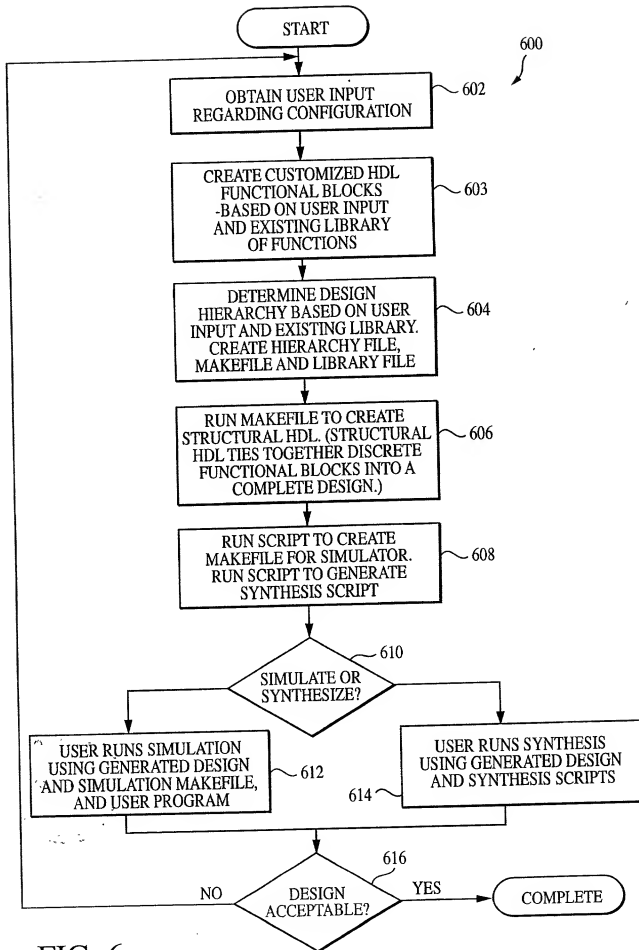 START
600
OBTAIN USER INPUT
REGARDING CONFIGURATION
602
CREATE CUSTOMIZED HDL
FUNCTIONAL BLOCKS
-BASED ON USER INPUT
AND EXISTING LIBRARY
OF FUNCTIONS
603
DETERMINE DESIGN
HIERARCHY BASED ON USER
INPUT AND EXISTING LIBRARY.
CREATE HIERARCHY FILE,
MAKEFILE AND LIBRARY FILE
604
RUN MAKEFILE TO CREATE
STRUCTURAL HDL. (STRUCTURAL
HDL TIES TOGETHER DISCRETE
FUNCTIONAL BLOCKS INTO A
COMPLETE DESIGN.)
606
RUN SCRIPT TO CREATE
MAKEFILE FOR SIMULATOR.
RUN SCRIPT TO GENERATE
SYNTHESIS SCRIPT
608
610
SIMULATE OR
SYNTHESIZE?
USER RUNS SIMULATION
USING GENERATED DESIGN
AND SIMULATION MAKEFILE,
AND USER PROGRAM
612
USER RUNS SYNTHESIS
USING GENERATED DESIGN
AND SYNTHESIS SCRIPTS
614
616
NO
DESIGN
ACCEPTABLE?
YES
COMPLETE
FIG. 6